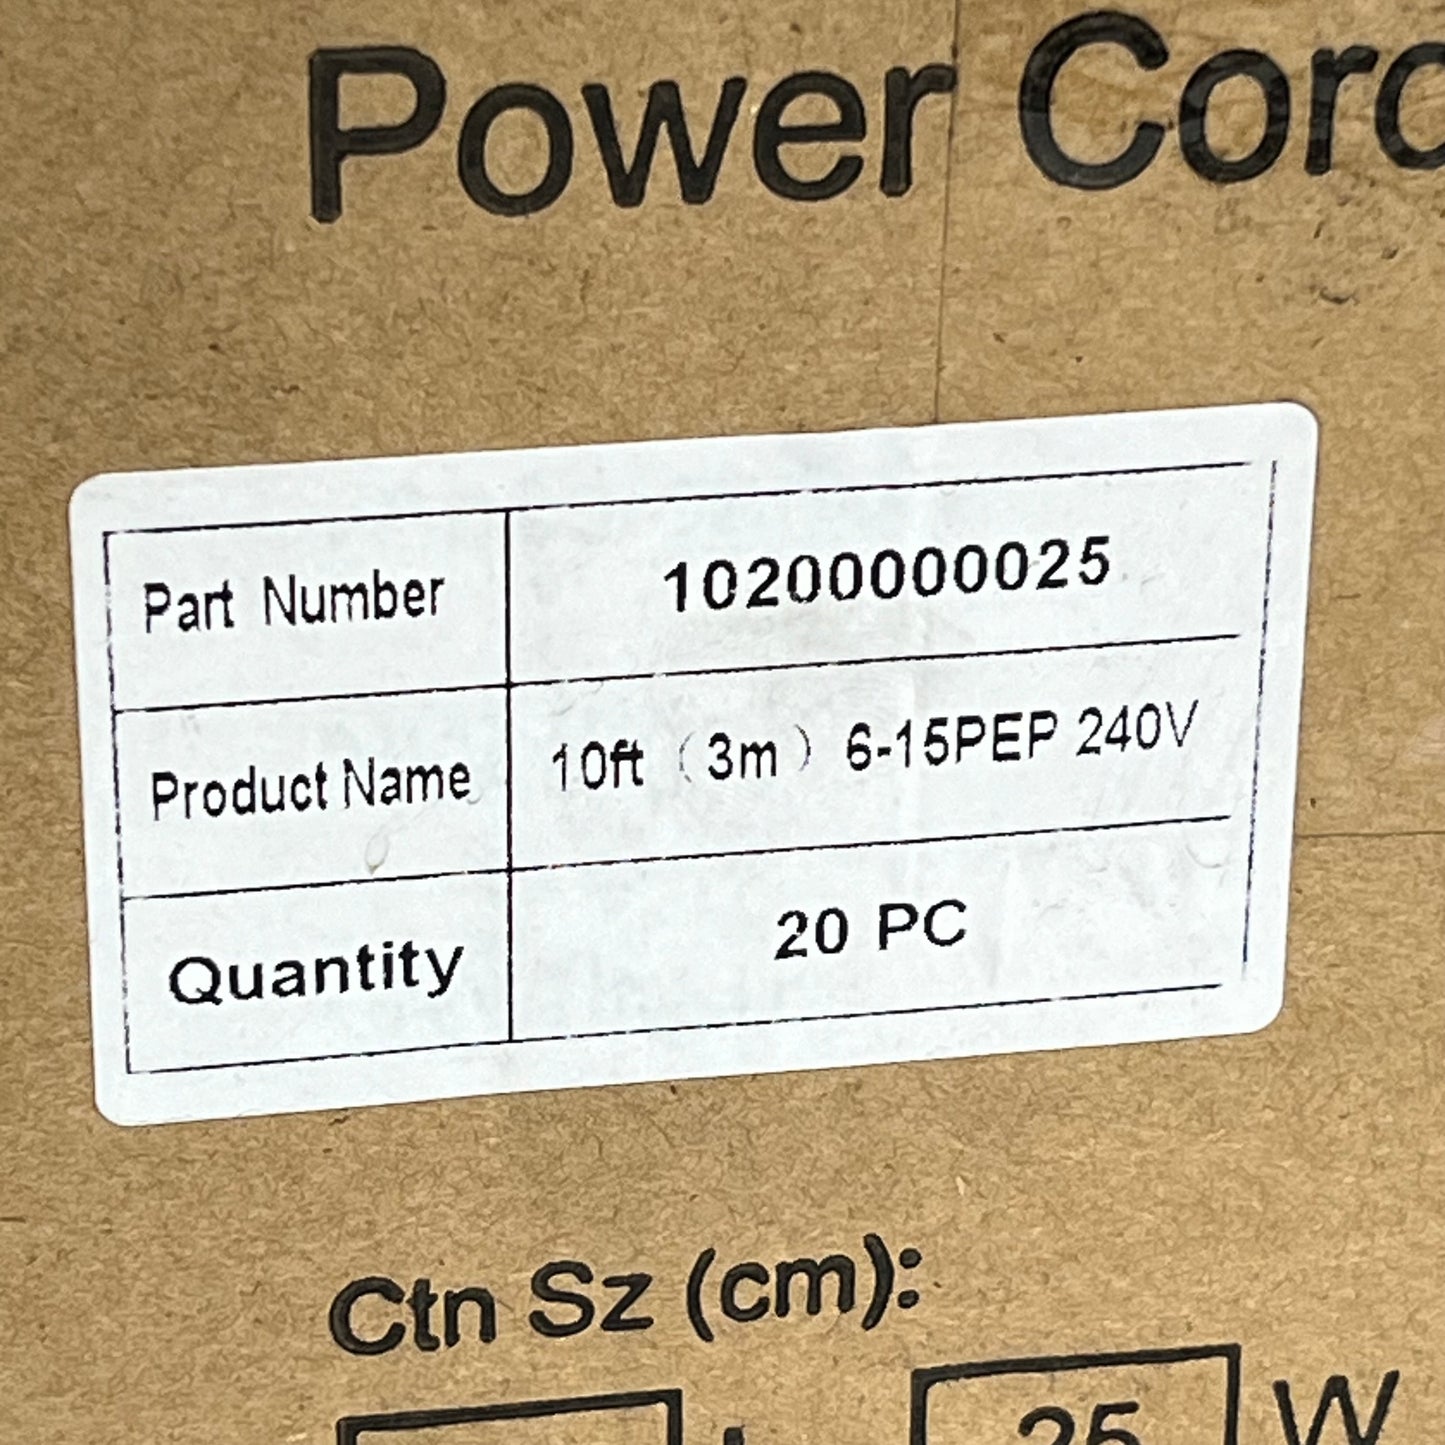 Power Cord
Part Number 10200000025
Product Name 10ft（3m）6-15PEP 240V
Quantity 20 PC
Ctn Sz (cm):
25 W